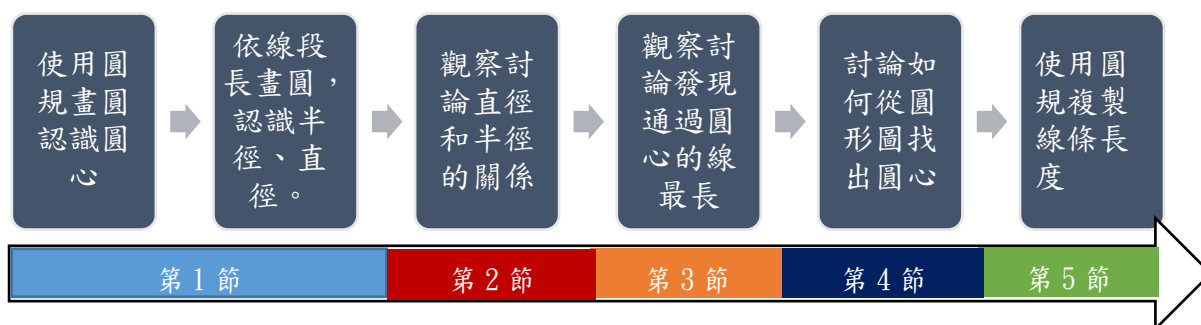 使用圓
規畫圓
認識圓
心
依線段
長畫圓，
認識半
徑、直
徑。
觀察討
論直徑
和半徑
的關係
觀察討
論發現
通過圓
心的線
最長
討論如
何從圓
形圖找
出圓心
使用圓
規複製
線條長
度
第 1 節
第 2 節
第 3 節
第 4 節
第 5 節